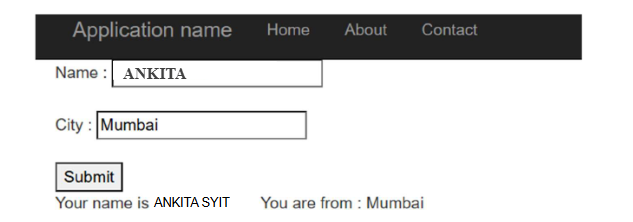 Application name Home About Contact
Name : ANKITA
City : Mumbai
Submit
Your name is ANKITA SYIT You are from : Mumbai